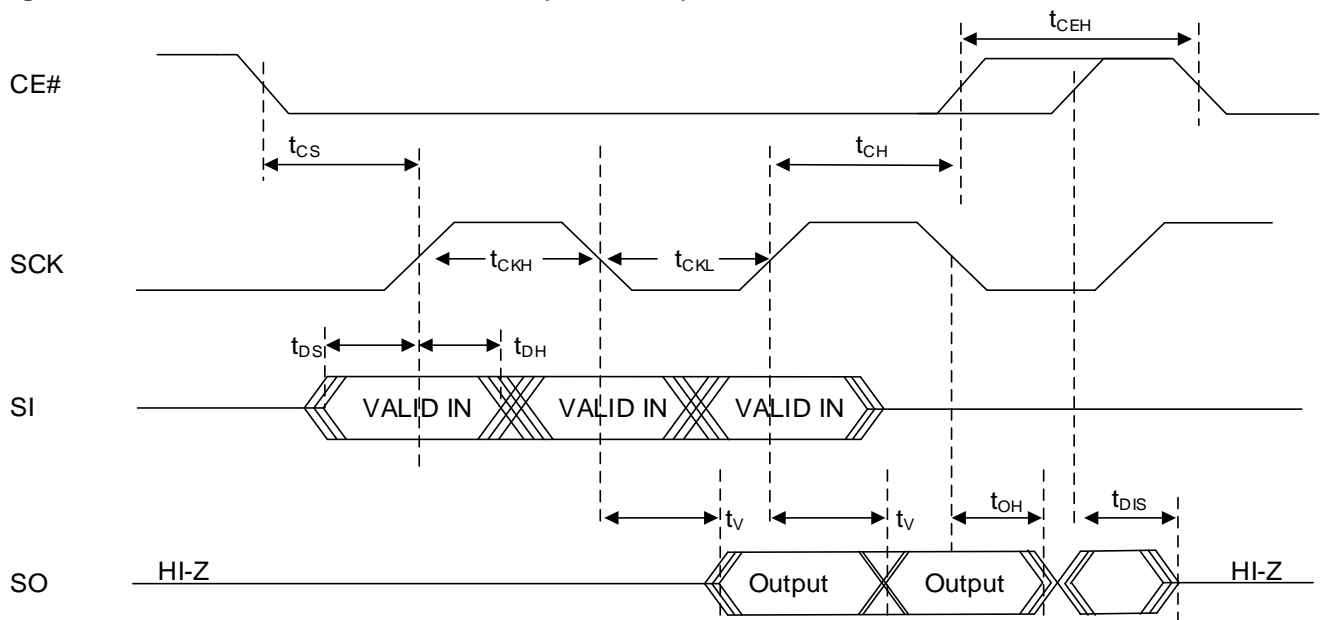 tCEH
CE#
tCS
tCH
SCK
tCKH
tCKL
tDS
tDH
SI
VALID IN
VALID IN
VALID IN
tV
tV
tOH
tDIS
SO
HI-Z
Output
Output
HI-Z